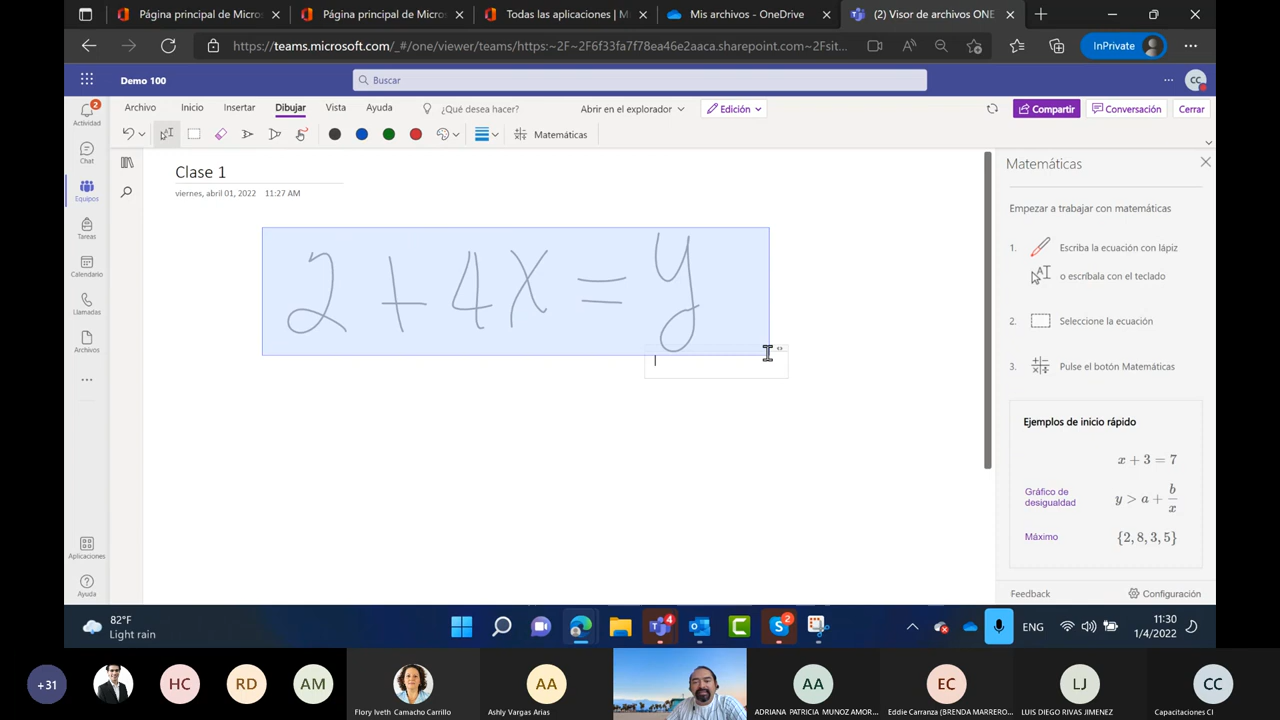 Página principal de Micros
Página principal de Micros
Todas las aplicaciones | M
Mis archivos - OneDrive
(2) Visor de archivos ONE
https://teams.microsoft.com/_#/one/viewer/teams/https:~2F~2F6f33fa7f78ea46e2aaca.sharepoint.com~2Fsit...
InPrivate
Demo 100
Buscar
CC
Archivo
Inicio
Insertar
Dibujar
Vista
Ayuda
¿Qué desea hacer?
Abrir en el explorador
Edición
Compartir
Conversación
Cerrar
Matemáticas
2
Actividad
Chat
Equipos
Tareas
Calendario
Llamadas
Archivos
Aplicaciones
Ayuda
Clase 1
viernes, abril 01, 2022 11:27 AM
2 + 4x = y
Matemáticas
Empezar a trabajar con matemáticas
1. Escriba la ecuación con lápiz
o escríbala con el teclado
2. Seleccione la ecuación
3. Pulse el botón Matemáticas
Ejemplos de inicio rápido
x + 3 = 7
Gráfico de desigualdad y > a + b/x
Máximo {2, 8, 3, 5}
Feedback
Configuración
82°F
Light rain
4
2
ENG
11:30
1/4/2022
+31
HC
RD
AM
Flory Iveth Camacho Carrillo
AA
Ashly Vargas Arias
AA
ADRIANA PATRICIA MUNOZ AMOR...
EC
Eddie Carranza (BRENDA MARRERO...
LJ
LUIS DIEGO RIVAS JIMENEZ
CC
Capacitaciones CI